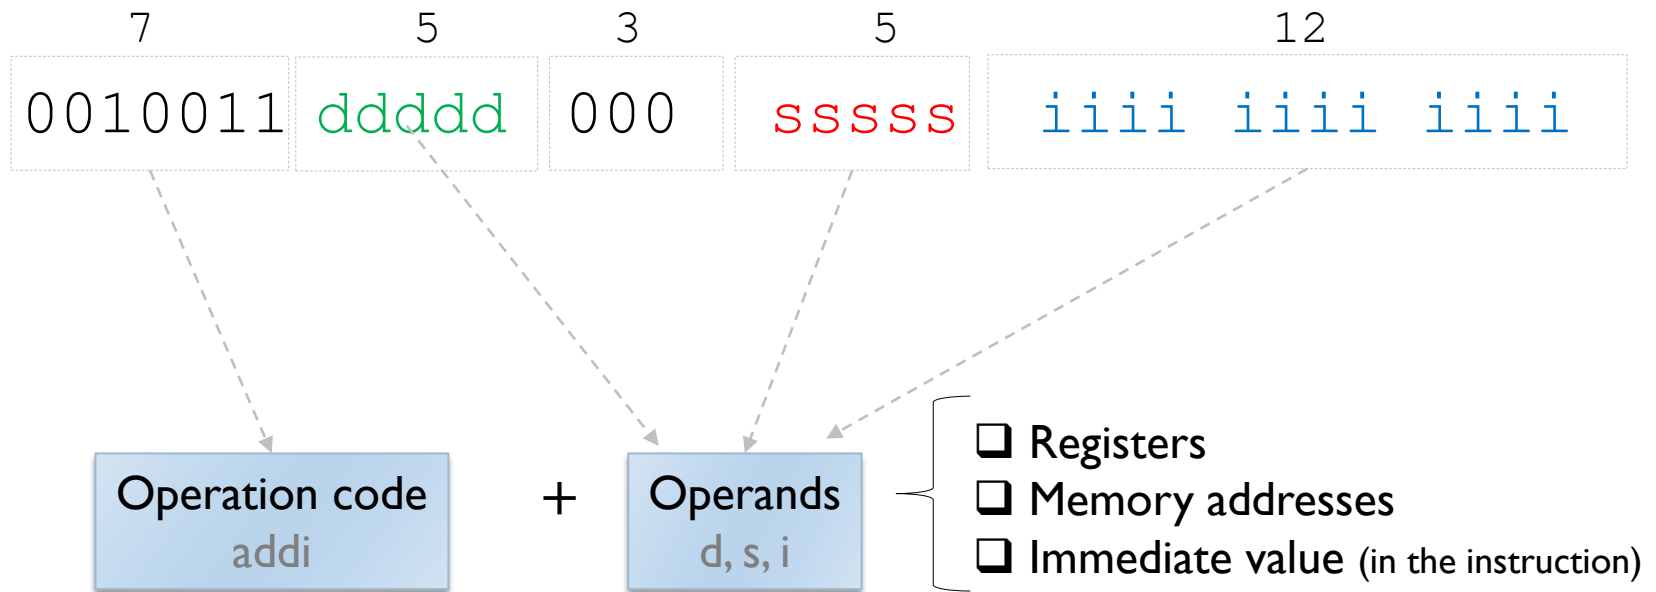 7 5 3 5 12
0010011 ddddd 000 sssss iiii iiii iiii
Operation code
addi
+
Operands
d, s, i
❑ Registers
❑ Memory addresses
❑ Immediate value (in the instruction)